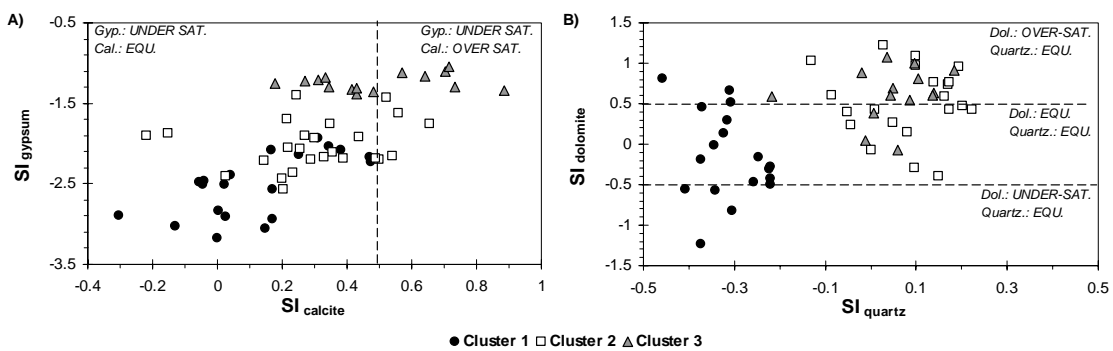 A)
Gyp.: UNDER SAT.
Cal.: EQU.
Gyp.: UNDER SAT.
Cal.: OVER SAT.
-0.5
-1.5
-2.5
-3.5
SI gypsum
-0.4 -0.2 0 0.2 0.4 0.6 0.8 1
SI calcite
B)
Dol.: OVER-SAT.
Quartz.: EQU.
Dol.: EQU.
Quartz.: EQU.
Dol.: UNDER-SAT.
Quartz.: EQU.
1.5
1
0.5
0
-0.5
-1
-1.5
SI dolomite
-0.5 -0.3 -0.1 0.1 0.3 0.5
SI quartz
Cluster 1 Cluster 2 Cluster 3